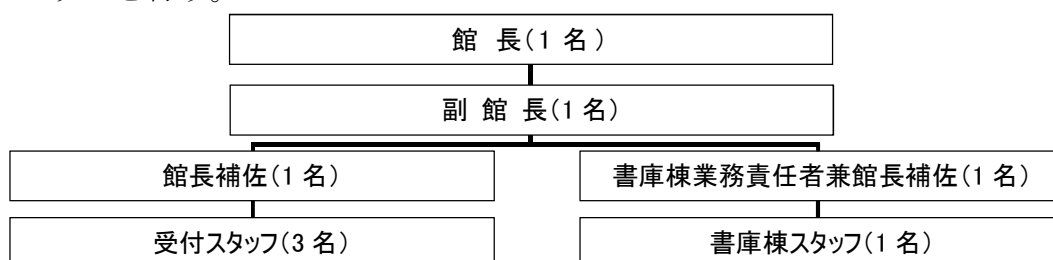 館 長(1 名)
副 館 長(1 名)
館長補佐(1 名)
書庫棟業務責任者兼館長補佐(1 名)
受付スタッフ(3 名)
書庫棟スタッフ(1 名)